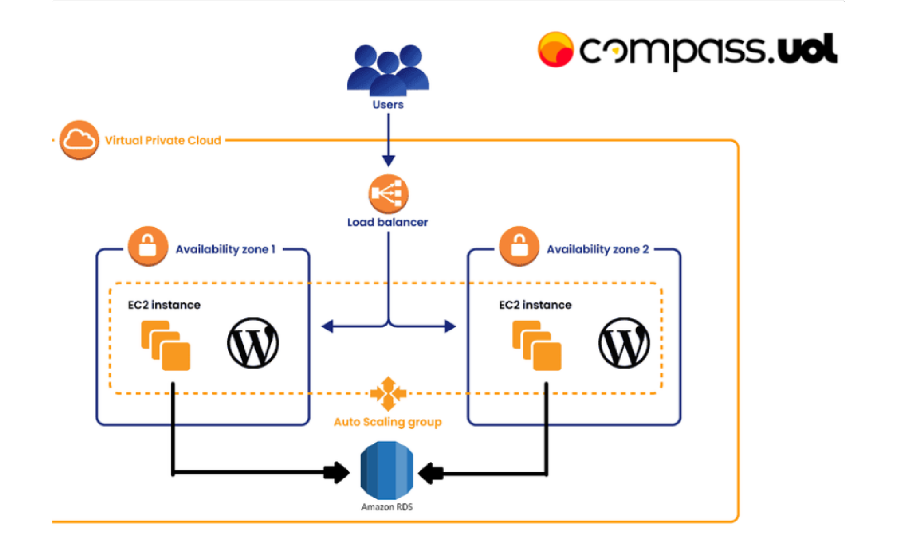 compass.uol
Users
Virtual Private Cloud
Load balancer
Availability zone 1
Availability zone 2
EC2 instance
EC2 instance
Auto Scaling group
Amazon RDS